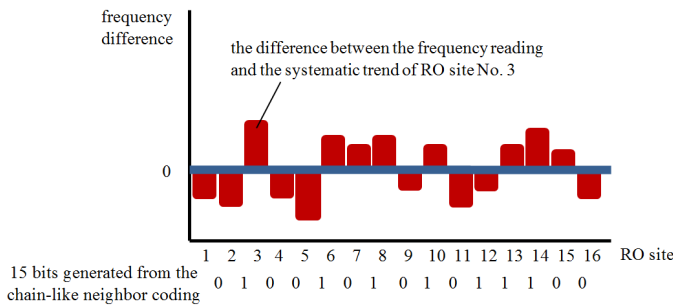 frequency
difference
the difference between the frequency reading
and the systematic trend of RO site No. 3
0
1 2 3 4 5 6 7 8 9 10 11 12 13 14 15 16 RO site
15 bits generated from the
chain-like neighbor coding
0 1 0 0 1 0 1 0 1 0 1 1 1 0 0